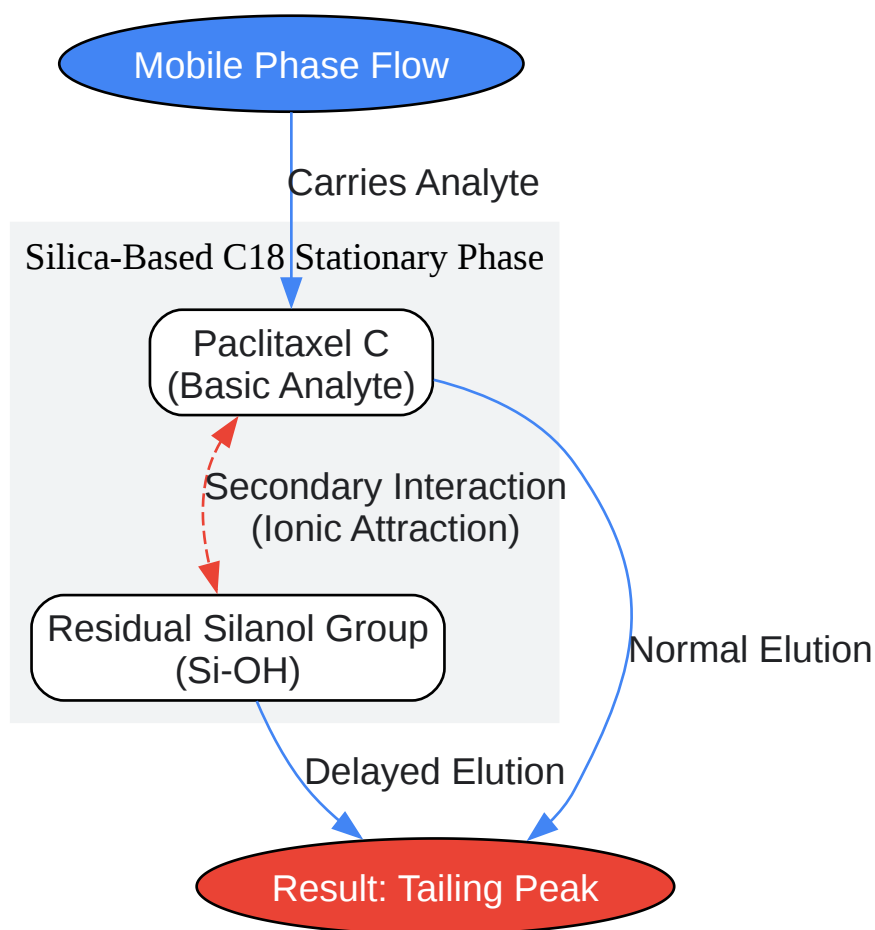 Mobile Phase Flow
Carries Analyte
Silica-Based C18 Stationary Phase
Paclitaxel C
(Basic Analyte)
Secondary Interaction
(Ionic Attraction)
Residual Silanol Group
(Si-OH)
Normal Elution
Delayed Elution
Result: Tailing Peak